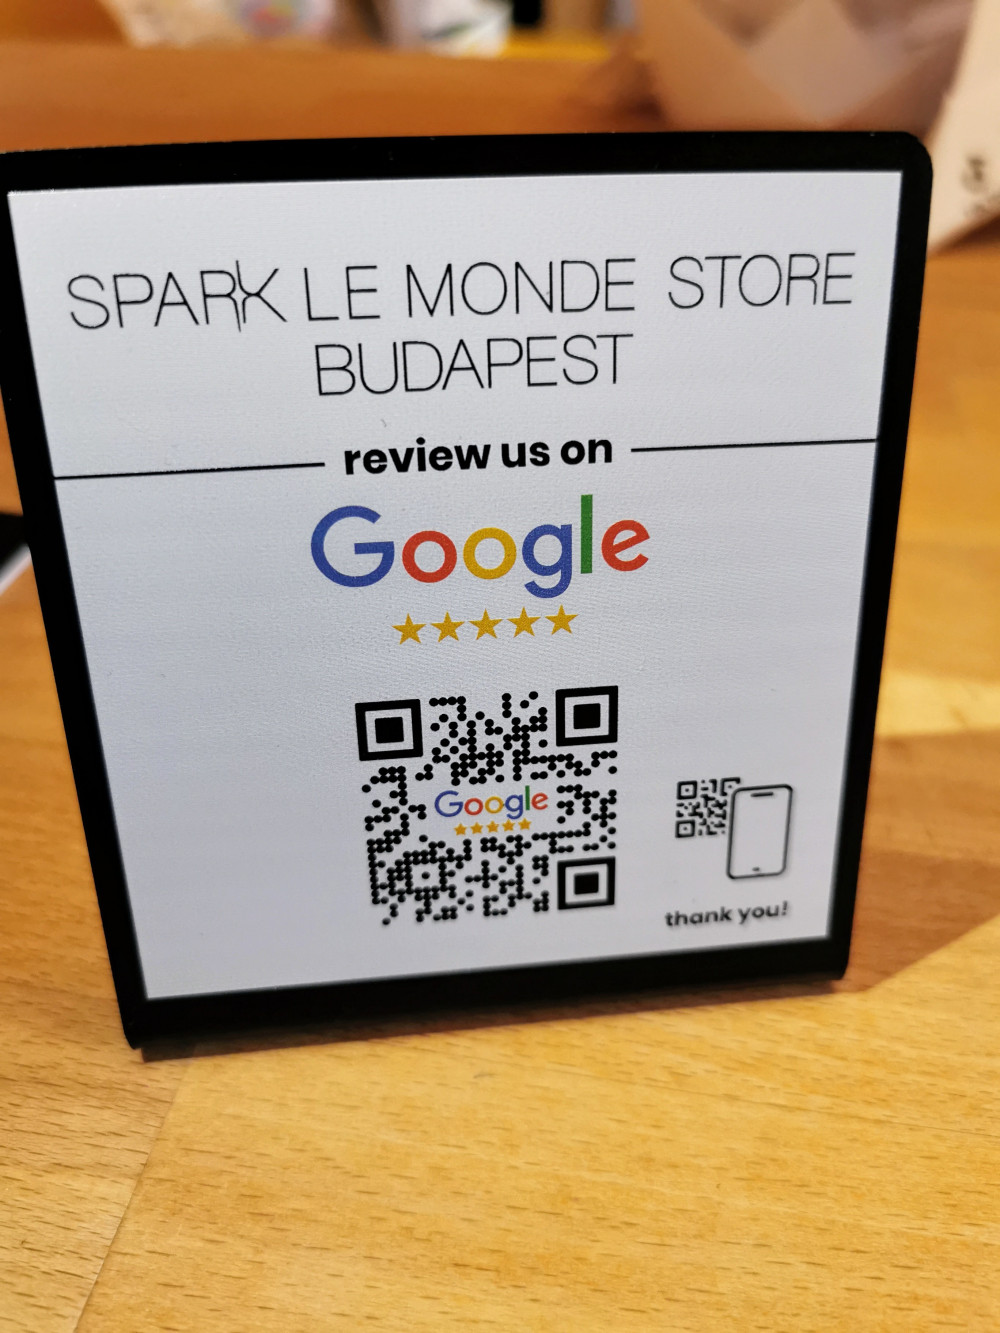 SPARK LE MONDE STORE
BUDAPEST
review us on
Google
Google
thank you!